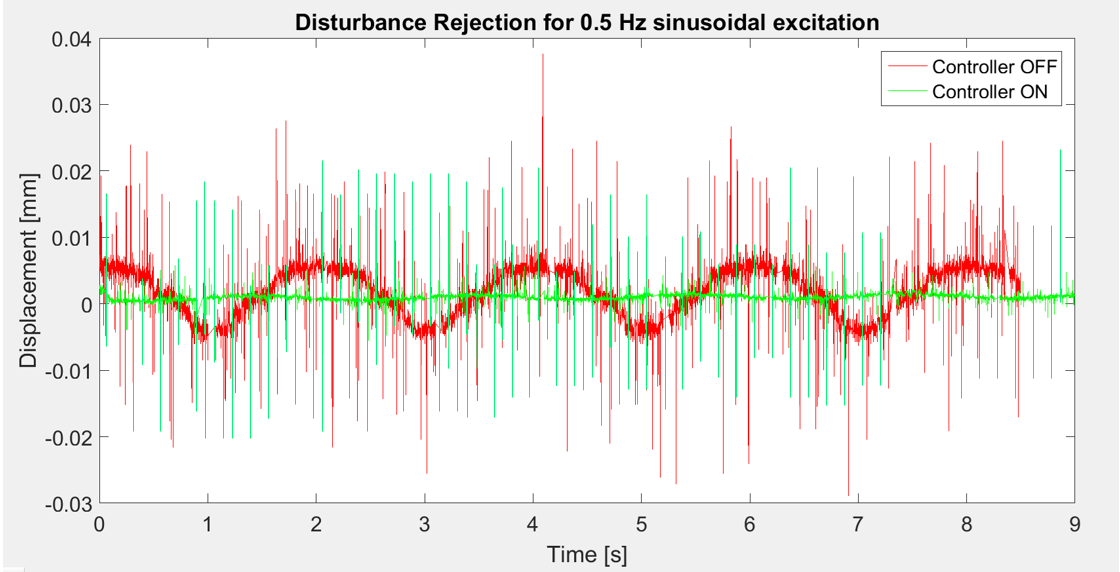 Disturbance Rejection for 0.5 Hz sinusoidal excitation
Controller OFF
Controller ON
0.04
0.03
0.02
0.01
0
-0.01
-0.02
-0.03
Displacement [mm]
0 1 2 3 4 5 6 7 8 9
Time [s]